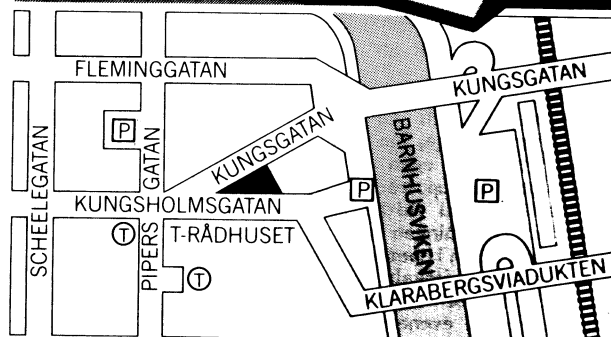 FLEMINGGATAN
KUNGSGATAN
KUNGSGATAN
P
SCHEELEGATAN
PIPERS GATAN
BARNHUSVIKEN
P
P
KUNGSHOLMSGATAN
T
T-RÅDHUSET
T
KLARABERGSVIADUKTEN